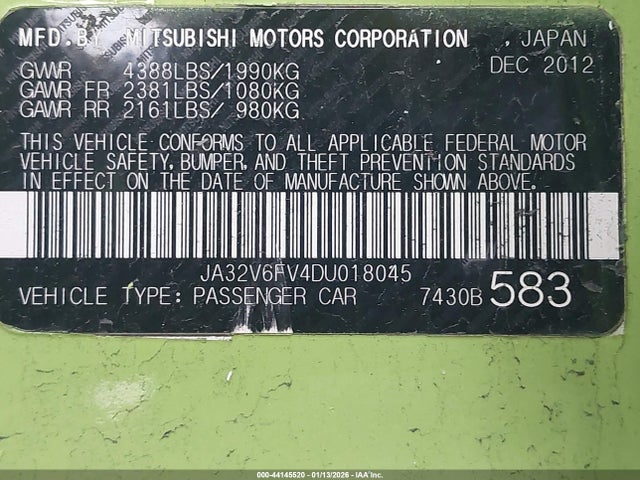 MFD. BY MITSUBISHI MOTORS CORPORATION , JAPAN
GVWR 4388LBS/1990KG DEC 2012
GAWR FR 2381LBS/1080KG
GAWR RR 2161LBS/ 980KG
THIS VEHICLE CONFORMS TO ALL APPLICABLE FEDERAL MOTOR
VEHICLE SAFETY, BUMPER, AND THEFT PREVENTION STANDARDS
IN EFFECT ON THE DATE OF MANUFACTURE SHOWN ABOVE.
JA32V6FV4DU018045
VEHICLE TYPE: PASSENGER CAR 7430B 583
000-44145520 - 01/13/2026 - IAA Inc.